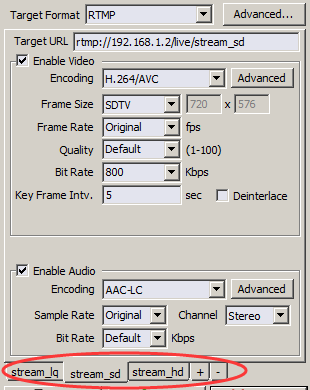 Target Format RTMP Advanced...
Target URL rtmp://192.168.1.2/live/stream_sd
Enable Video
Encoding H.264/AVC Advanced
Frame Size SDTV 720 x 576
Frame Rate Original fps
Quality Default (1-100)
Bit Rate 800 Kbps
Key Frame Intv. 5 sec Deinterlace
Enable Audio
Encoding AAC-LC Advanced
Sample Rate Original Channel Stereo
Bit Rate Default Kbps
stream_lq stream_sd stream_hd + -